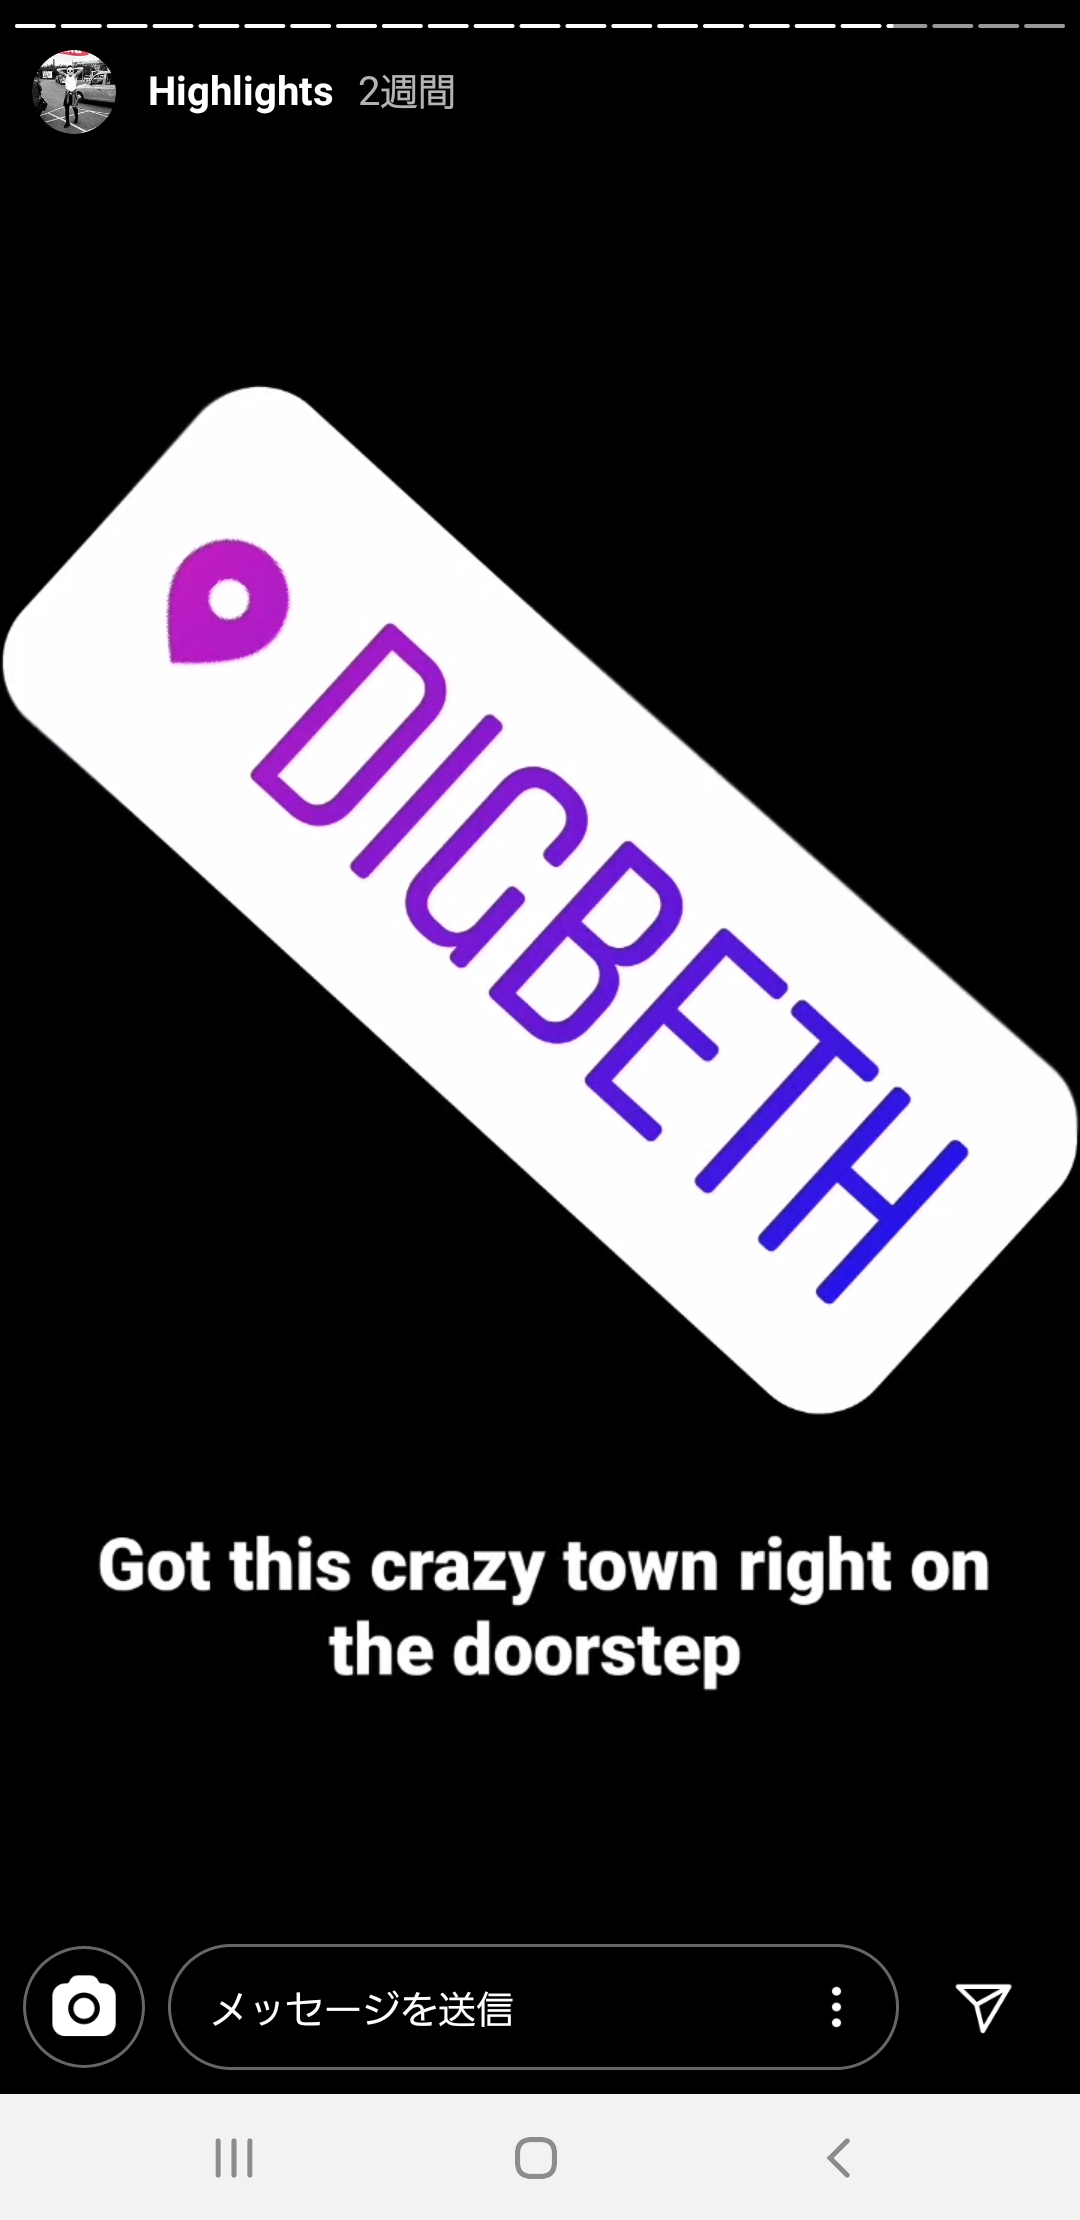 Highlights 2週間
DIGBETH
Got this crazy town right on
the doorstep
メッセージを送信